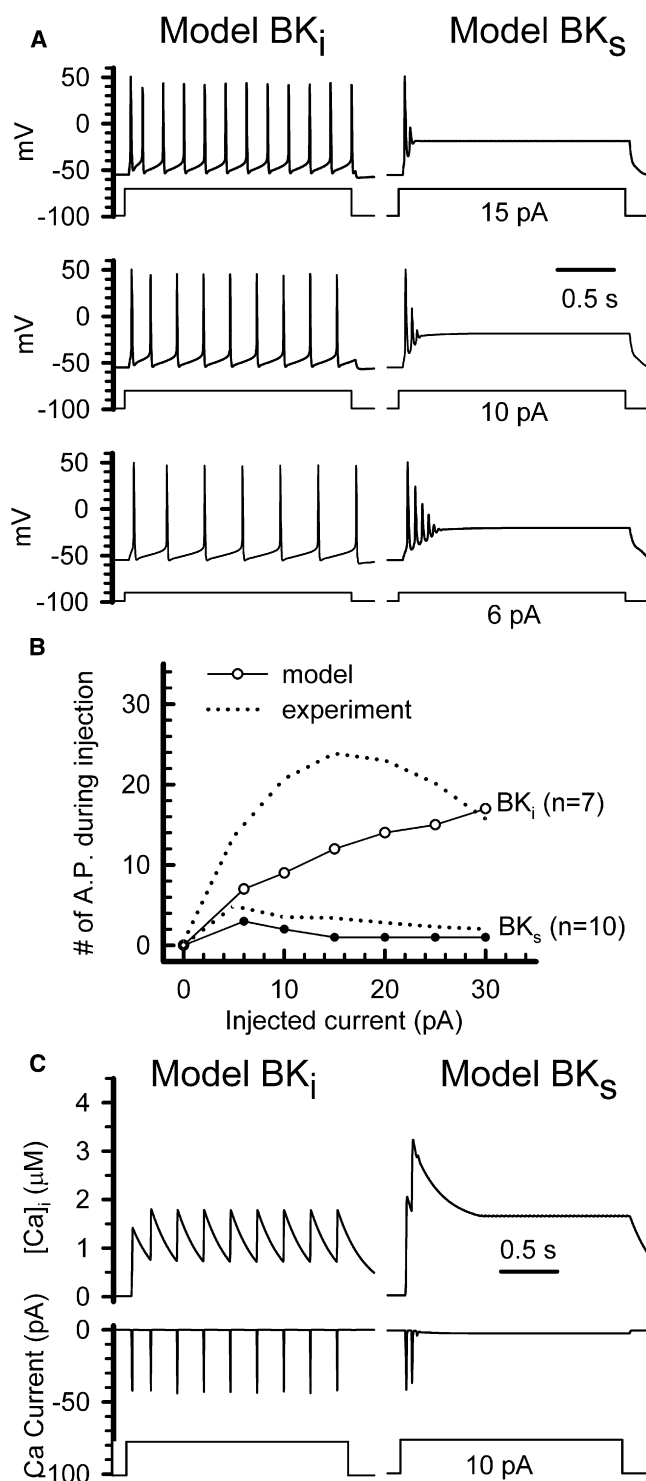 A
Model BKi
Model BKs
50
0
-50
-100
mV
15 pA
50
0
-50
-100
mV
0.5 s
10 pA
50
0
-50
-100
mV
6 pA
B
model
experiment
# of A.P. during injection
30
20
10
0
BKi (n=7)
BKs (n=10)
0
10
20
30
Injected current (pA)
C
Model BKi
Model BKs
[Ca]i (μM)
4
3
2
1
0
0.5 s
Ca Current (pA)
0
-50
100
10 pA